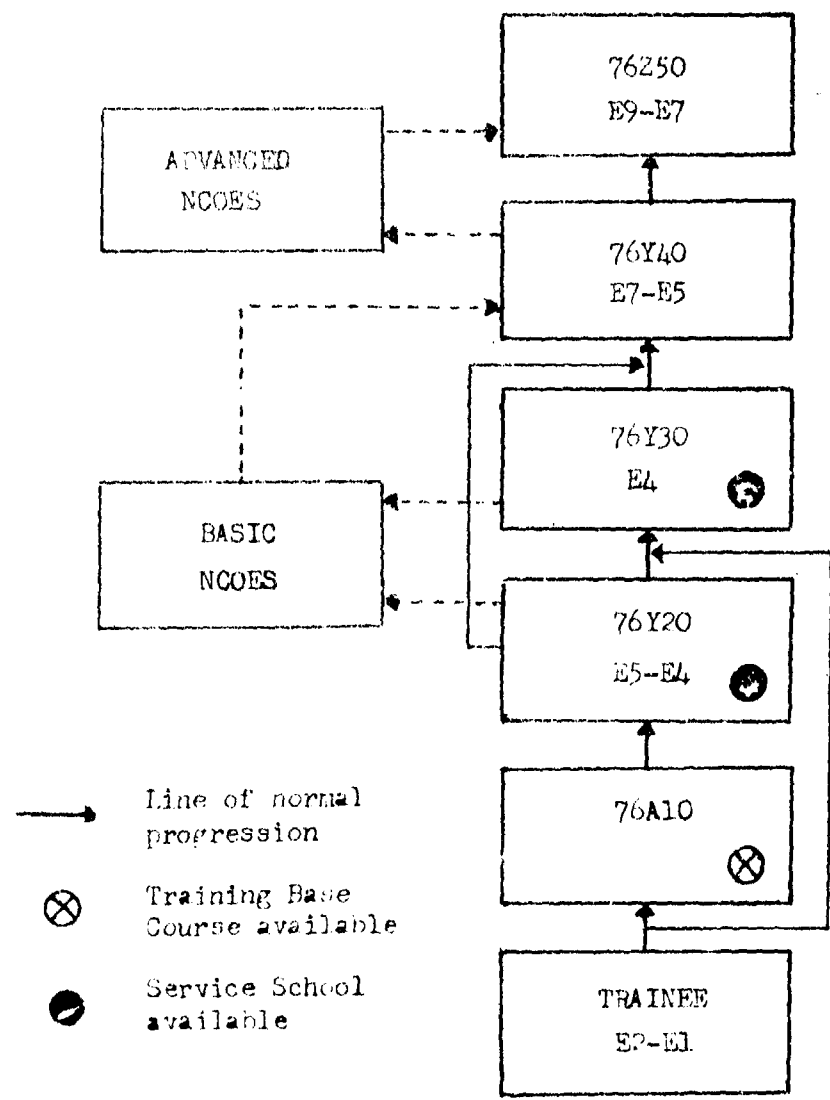 76Z50
E9-E7
ADVANCED
NCOES
76Y40
E7-E5
76Y30
E4
BASIC
NCOES
76Y20
E5-E4
76A10
Line of normal
progression
Training Base
Course available
Service School
available
TRAINEE
E2-E1